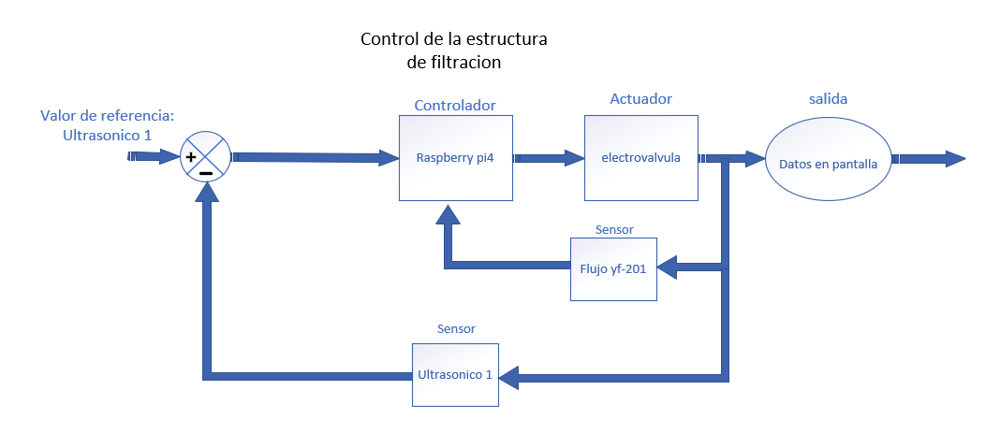 Control de la estructura
de filtracion
Valor de referencia:
Ultrasonico 1
+
−
Controlador
Raspberry pi4
Actuador
electrovalvula
salida
Datos en pantalla
Sensor
Flujo yf-201
Sensor
Ultrasonico 1